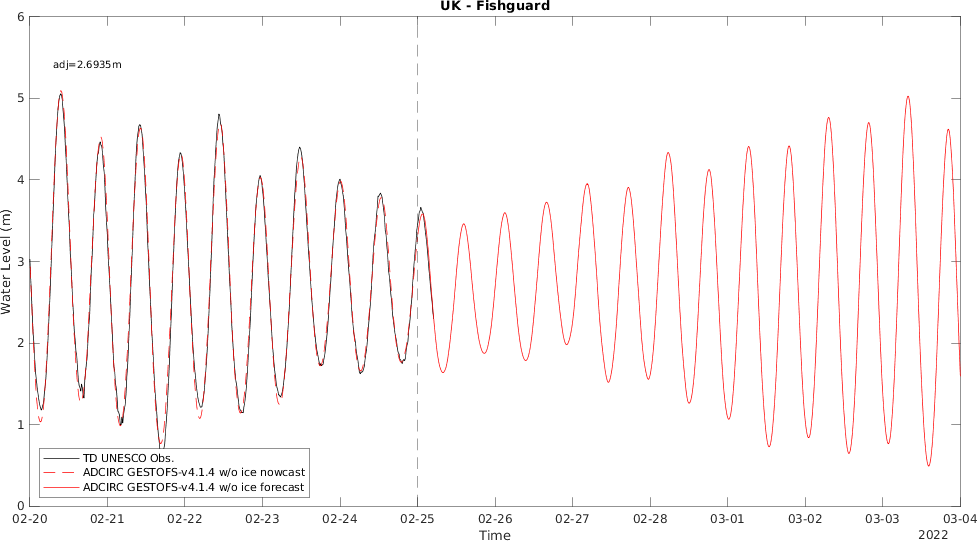 UK - Fishguard
adj=2.6935m
6
5
4
3
2
1
0
Water Level (m)
TD UNESCO Obs.
ADCIRC GESTOFS-v4.1.4 w/o ice nowcast
ADCIRC GESTOFS-v4.1.4 w/o ice forecast
02-20 02-21 02-22 02-23 02-24 02-25 02-26 02-27 02-28 03-01 03-02 03-03 03-04
Time
2022